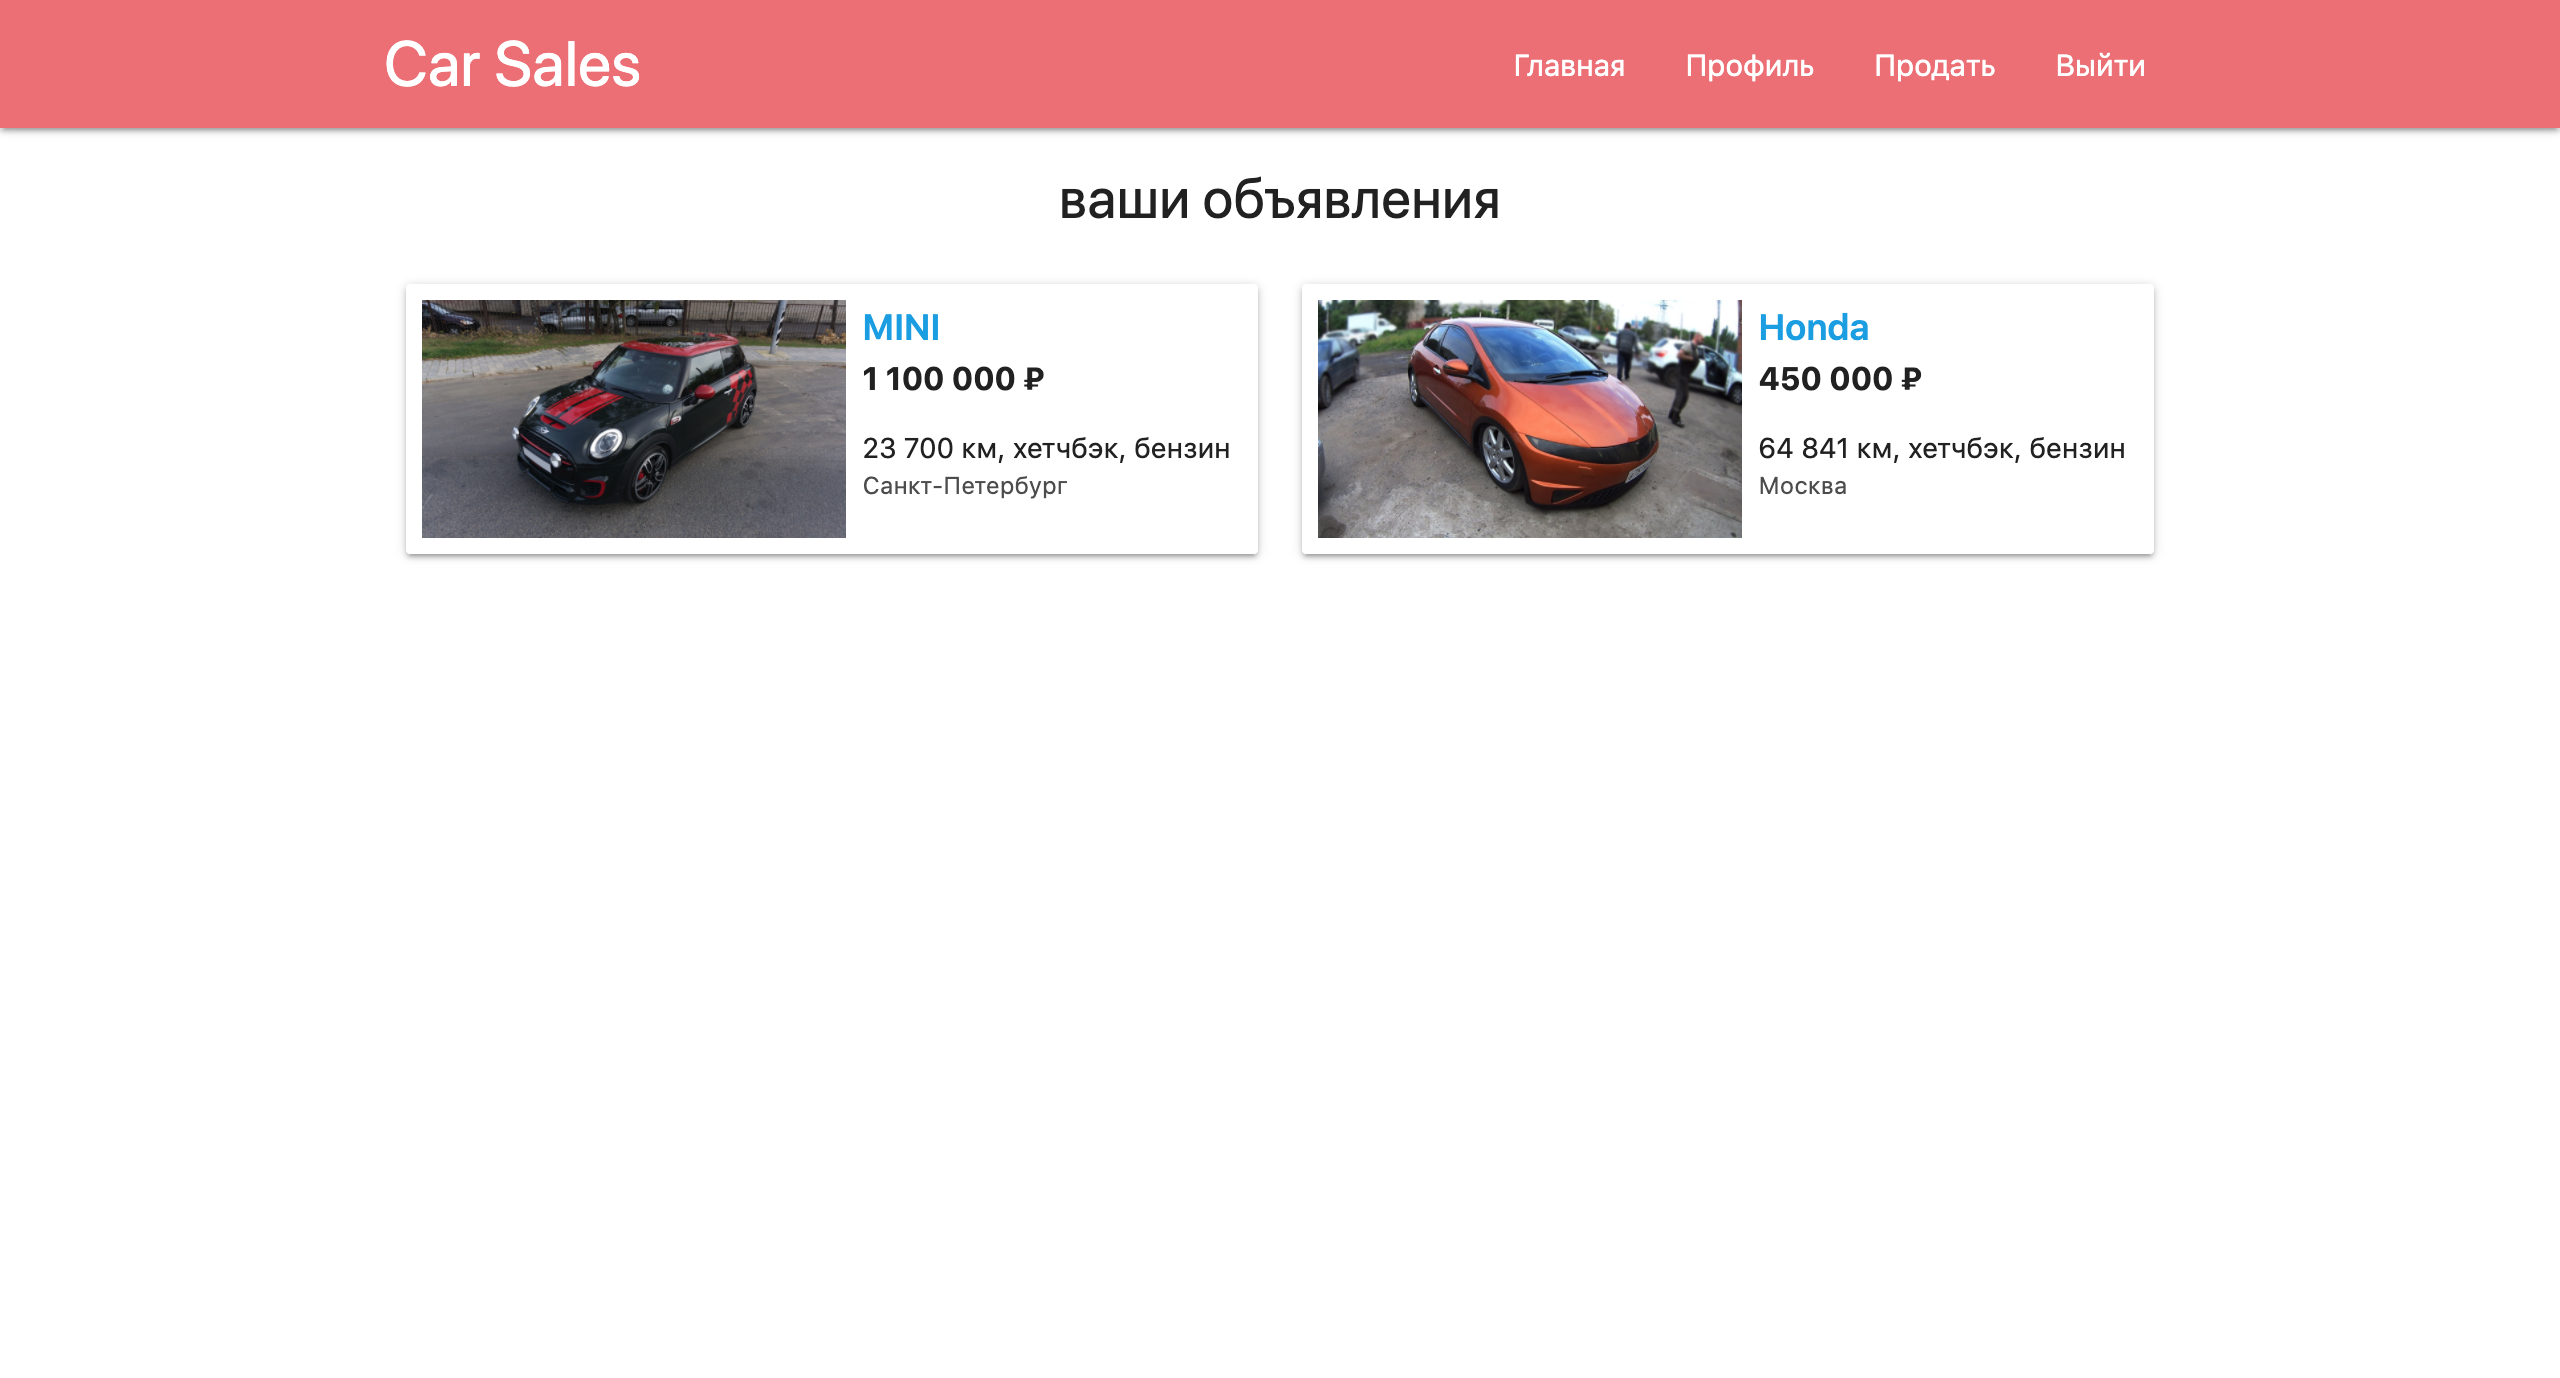 Car Sales
Главная Профиль Продать Выйти
ваши объявления
MINI
1 100 000 ₽
23 700 км, хетчбэк, бензин
Санкт-Петербург
Honda
450 000 ₽
64 841 км, хетчбэк, бензин
Москва